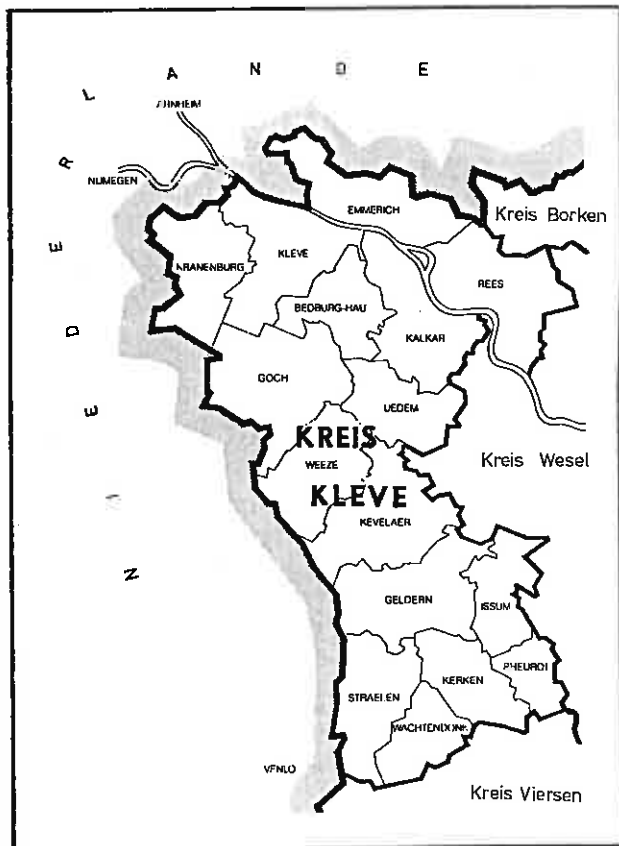 NIEDERLANDE
ARNHEIM
NIJMEGEN
EMMERICH
Kreis Borken
KLEVE
KRANENBURG
REES
BEDBURG-HAU
KALKAR
GOCH
UEDEM
KREIS
WEEZE
Kreis Wesel
KLEVE
KEVELAER
GELDERN
ISSUM
RHEURDT
KERKEN
STRAELEN
WACHTENDONK
VENLO
Kreis Viersen